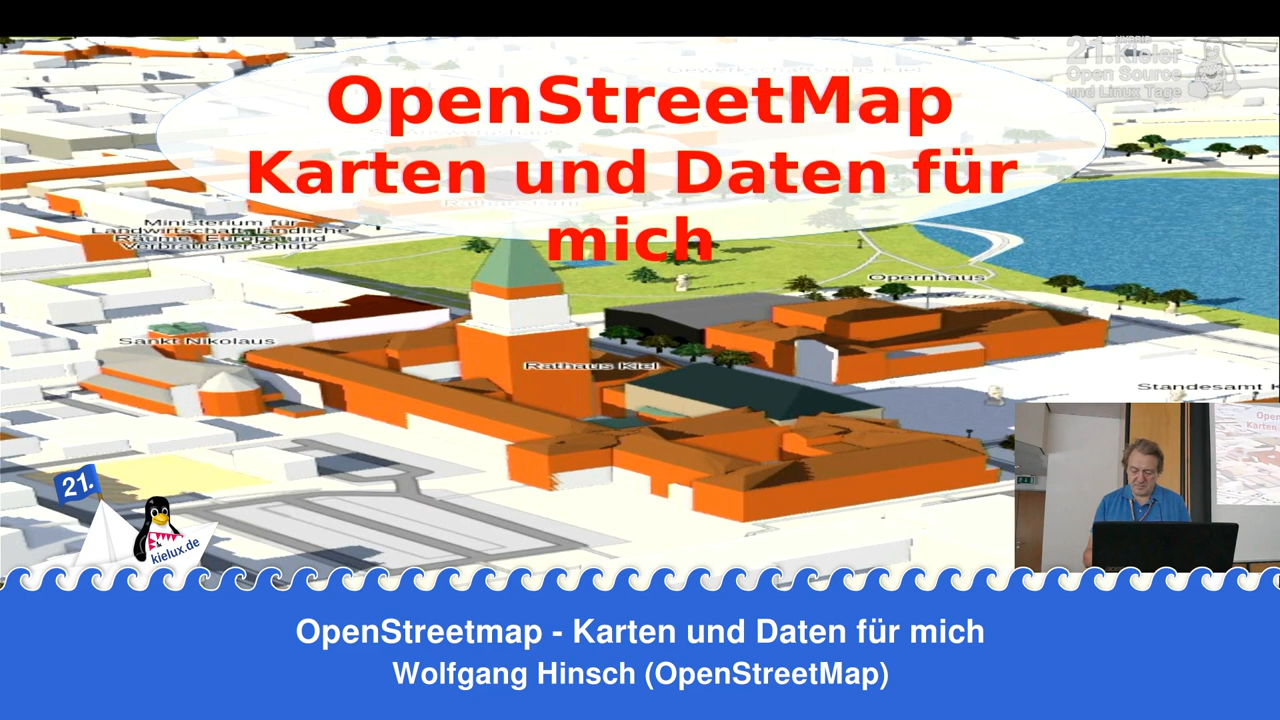 21. Kieler
Open Source
und Linux Tage
OpenStreetMap
Karten und Daten für
mich
Ministerium für
Landwirtschaft, ländliche
Räume, Europa und
Verbraucherschutz
Opernhaus
Sankt Nikolaus
Rathaus Kiel
Standesamt K
21.
kielux.de
OpenStreetmap - Karten und Daten für mich
Wolfgang Hinsch (OpenStreetMap)